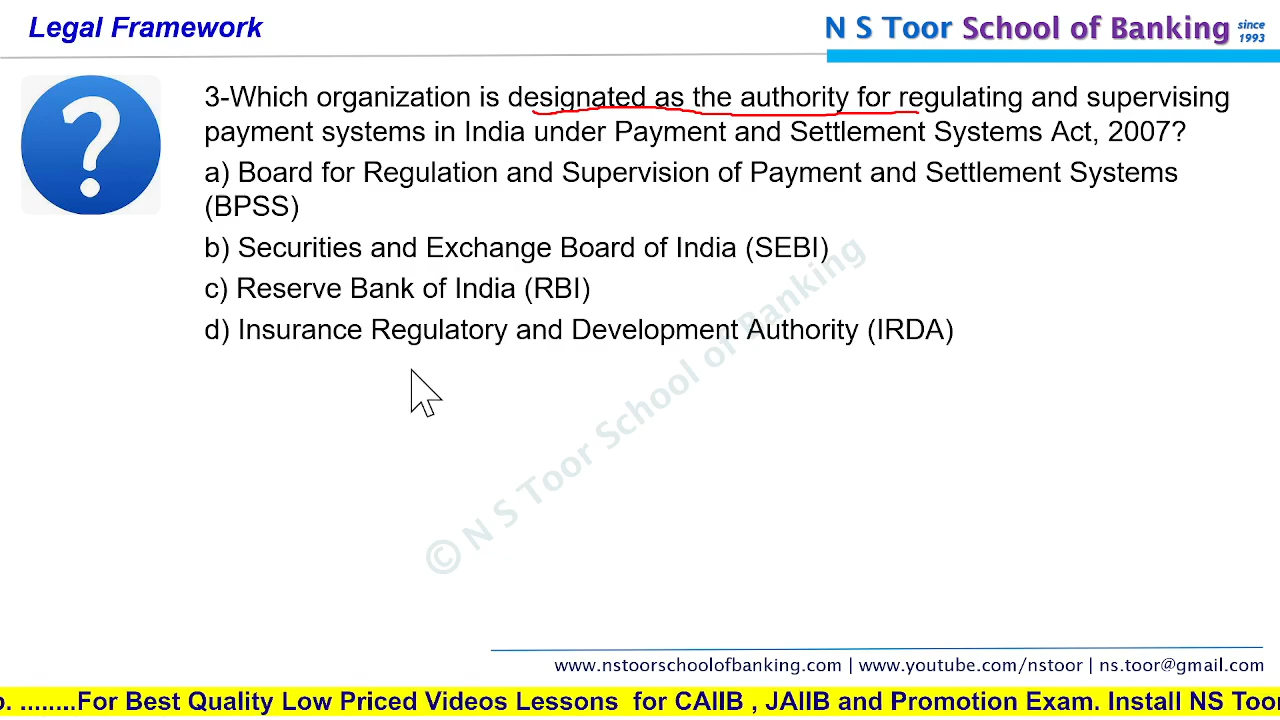 Legal Framework
N S Toor School of Banking since 1993
?
3-Which organization is designated as the authority for regulating and supervising
payment systems in India under Payment and Settlement Systems Act, 2007?
a) Board for Regulation and Supervision of Payment and Settlement Systems
(BPSS)
b) Securities and Exchange Board of India (SEBI)
c) Reserve Bank of India (RBI)
d) Insurance Regulatory and Development Authority (IRDA)
© N S Toor School of Banking
www.nstoorschoolofbanking.com | www.youtube.com/nstoor | ns.toor@gmail.com
. ........For Best Quality Low Priced Videos Lessons for CAIIB , JAIIB and Promotion Exam. Install NS Toor